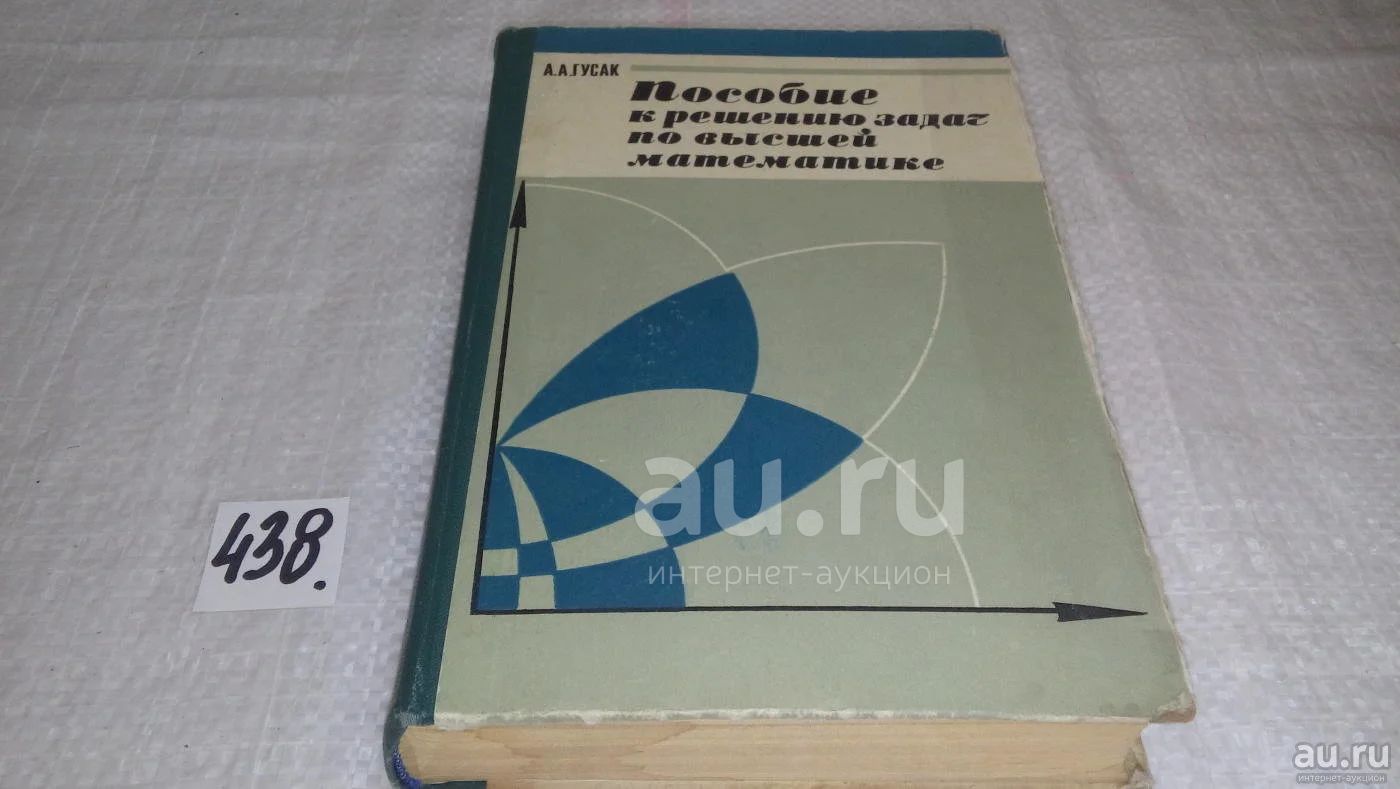 А.А.ГУСАК
Пособие
к решению задач
по высшей
математике
438.
au.ru
интернет-аукцион
au.ru
интернет-аукцион